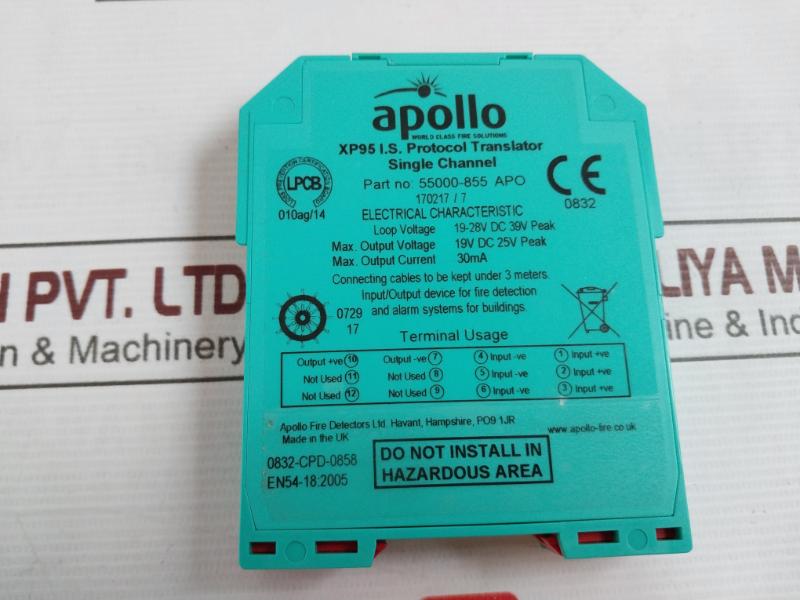 apollo
WORLD CLASS FIRE SOLUTIONS
XP95 I.S. Protocol Translator
Single Channel
Part no: 55000-855 APO
170217 / 7
LPCB
010ag/14
CE
0832
ELECTRICAL CHARACTERISTIC
Loop Voltage 19-28V DC 39V Peak
Max. Output Voltage 19V DC 25V Peak
Max. Output Current 30mA
Connecting cables to be kept under 3 meters.
Input/Output device for fire detection
and alarm systems for buildings.
0729
17
Terminal Usage
Output +ve 10 Output -ve 7 4 Input -ve 1 Input +ve
Not Used 11 Not Used 8 5 Input -ve 2 Input +ve
Not Used 12 Not Used 9 6 Input -ve 3 Input +ve
Apollo Fire Detectors Ltd. Havant, Hampshire, PO9 1JR
Made in the UK
www.apollo-fire.co.uk
0832-CPD-0858
EN54-18:2005
DO NOT INSTALL IN
HAZARDOUS AREA
PVT. LTD
& Machinery
LIYA M
ine & Ind